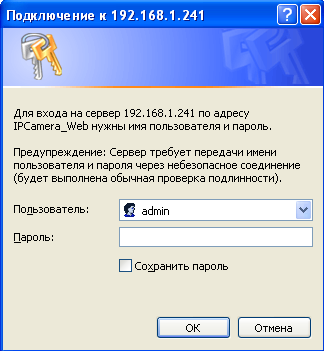 Подключение к 192.168.1.241
Для входа на сервер 192.168.1.241 по адресу
IPCamera_Web нужны имя пользователя и пароль.
Предупреждение: Сервер требует передачи имени
пользователя и пароля через небезопасное соединение
(будет выполнена обычная проверка подлинности).
Пользователь: admin
Пароль:
Сохранить пароль
ОК Отмена